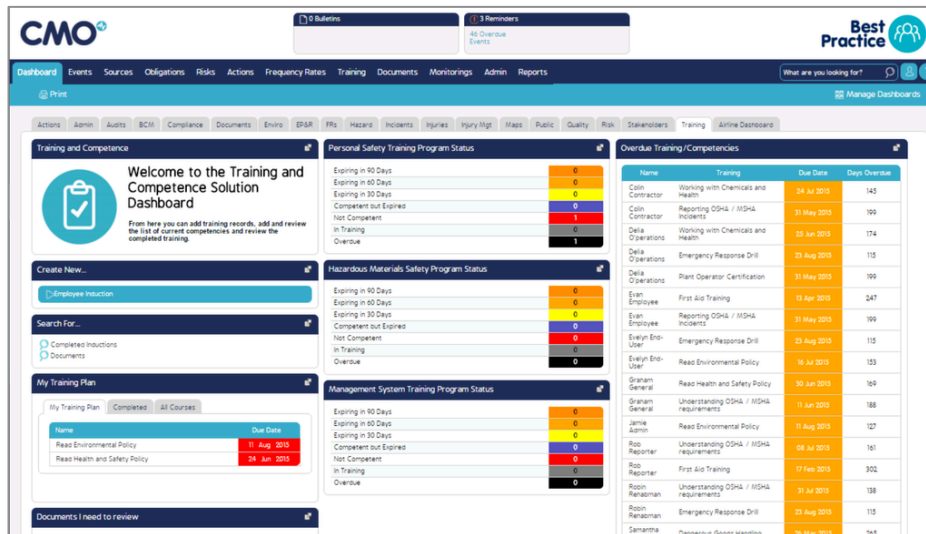 CMO
0 Bulletins
3 Reminders
46 Overdue
Events
Best
Practice
Dashboard Events Sources Obligations Risks Actions Frequency Rates Training Documents Monitorings Admin Reports
What are you looking for?
Print
Manage Dashboards
Actions Admin Audits BCM Compliance Documents Enviro EP&R FRs Hazard Incidents Injuries Injury Mgt Maps Public Quality Risk Stakeholders Training Airline Dashboard
Training and Competence
Welcome to the Training and
Competence Solution
Dashboard
From here you can add training records, add and review
the list of current competencies and review the
completed training.
Create New...
Employee Induction
Search For...
Completed Inductions
Documents
My Training Plan
My Training Plan Completed All Courses
Name Due Date
Read Environmental Policy 11 Aug 2015
Read Health and Safety Policy 24 Jun 2015
Documents I need to review
Personal Safety Training Program Status
Expiring in 90 Days 0
Expiring in 60 Days 0
Expiring in 30 Days 0
Competent but Expired 0
Not Competent 1
In Training 0
Overdue 1
Hazardous Materials Safety Program Status
Expiring in 90 Days 0
Expiring in 60 Days 0
Expiring in 30 Days 0
Competent but Expired 0
Not Competent 0
In Training 0
Overdue 0
Management System Training Program Status
Expiring in 90 Days 0
Expiring in 60 Days 0
Expiring in 30 Days 0
Competent but Expired 0
Not Competent 0
In Training 0
Overdue 0
Overdue Training/Competencies
Name Training Due Date Days Overdue
Colin Contractor Working with Chemicals and Health 24 Jul 2015 145
Colin Contractor Reporting OSHA / MSHA Incidents 31 May 2015 199
Delia O'perations Working with Chemicals and Health 25 Jun 2015 174
Delia O'perations Emergency Response Drill 23 Aug 2015 115
Delia O'perations Plant Operator Certification 31 May 2015 199
Evan Employee First Aid Training 13 Apr 2015 247
Evan Employee Reporting OSHA / MSHA Incidents 31 May 2015 199
Evelyn End-User Emergency Response Drill 23 Aug 2015 115
Evelyn End-User Read Environmental Policy 16 Jul 2015 153
Graham General Read Health and Safety Policy 30 Jun 2015 169
Graham General Understanding OSHA / MSHA requirements 11 Jun 2015 188
Jamie Admin Read Environmental Policy 11 Aug 2015 127
Rob Reporter Understanding OSHA / MSHA requirements 08 Jul 2015 161
Rob Reporter First Aid Training 17 Feb 2015 302
Robin Rehabman Understanding OSHA / MSHA requirements 31 Jul 2015 138
Robin Rehabman Emergency Response Drill 23 Aug 2015 115
Samantha Dangerous Goods Handling